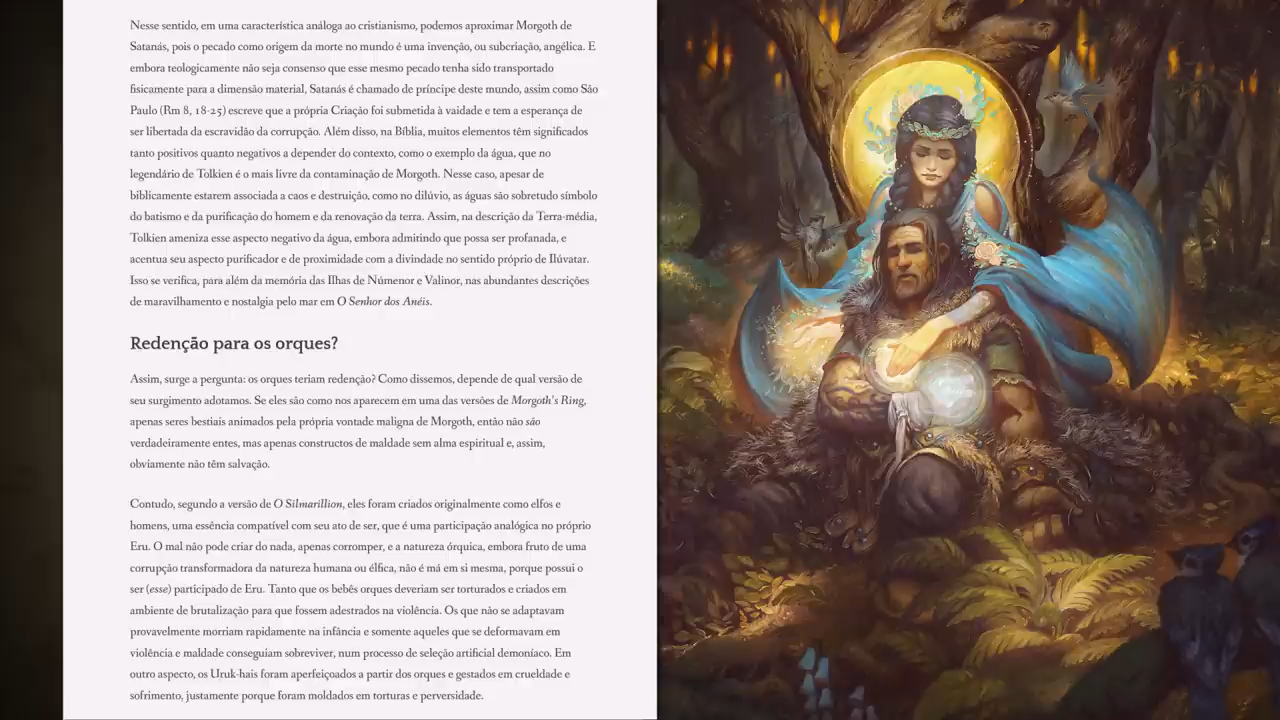 Nesse sentido, em uma característica análoga ao cristianismo, podemos aproximar Morgoth de
Satanás, pois o pecado como origem da morte no mundo é uma invenção, ou subcriação, angélica. E
embora teologicamente não seja consenso que esse mesmo pecado tenha sido transportado
fisicamente para a dimensão material, Satanás é chamado de príncipe deste mundo, assim como São
Paulo (Rm 8, 18-25) escreve que a própria Criação foi submetida à vaidade e tem a esperança de
ser libertada da escravidão da corrupção. Além disso, na Bíblia, muitos elementos têm significados
tanto positivos quanto negativos a depender do contexto, como o exemplo da água, que no
legendário de Tolkien é o mais livre da contaminação de Morgoth. Nesse caso, apesar de
biblicamente estarem associada a caos e destruição, como no dilúvio, as águas são sobretudo símbolo
do batismo e da purificação do homem e da renovação da terra. Assim, na descrição da Terra-média,
Tolkien ameniza esse aspecto negativo da água, embora admitindo que possa ser profanada, e
acentua seu aspecto purificador e de proximidade com a divindade no sentido próprio de Ilúvatar.
Isso se verifica, para além da memória das Ilhas de Númenor e Valinor, nas abundantes descrições
de maravilhamento e nostalgia pelo mar em O Senhor dos Anéis.
Redenção para os orques?
Assim, surge a pergunta: os orques teriam redenção? Como dissemos, depende de qual versão de
seu surgimento adotamos. Se eles são como nos aparecem em uma das versões de Morgoth's Ring,
apenas seres bestiais animados pela própria vontade maligna de Morgoth, então não são
verdadeiramente entes, mas apenas constructos de maldade sem alma espiritual e, assim,
obviamente não têm salvação.
Contudo, segundo a versão de O Silmarillion, eles foram criados originalmente como elfos e
homens, uma essência compatível com seu ato de ser, que é uma participação analógica no próprio
Eru. O mal não pode criar do nada, apenas corromper, e a natureza órquica, embora fruto de uma
corrupção transformadora da natureza humana ou élfica, não é má em si mesma, porque possui o
ser (esse) participado de Eru. Tanto que os bebês orques deveriam ser torturados e criados em
ambiente de brutalização para que fossem adestrados na violência. Os que não se adaptavam
provavelmente morriam rapidamente na infância e somente aqueles que se deformavam em
violência e maldade conseguiam sobreviver, num processo de seleção artificial demoníaco. Em
outro aspecto, os Uruk-hais foram aperfeiçoados a partir dos orques e gestados em crueldade e
sofrimento, justamente porque foram moldados em torturas e perversidade.